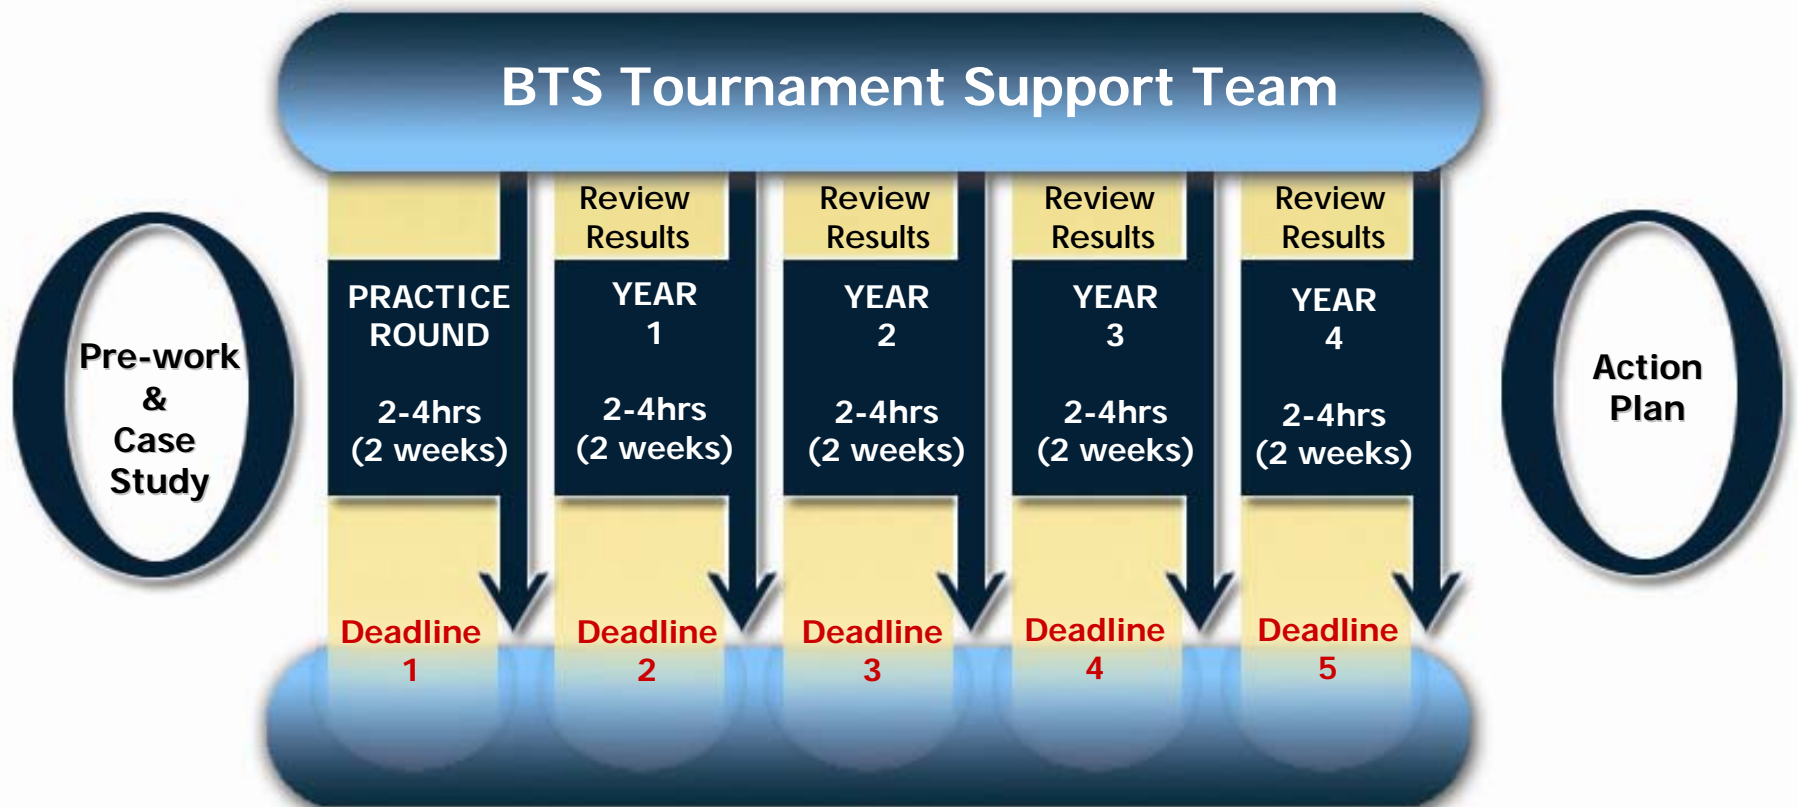 BTS Tournament Support Team
Pre-work
&
Case
Study
PRACTICE
ROUND
2-4hrs
(2 weeks)
Deadline
1
Review
Results
YEAR
1
2-4hrs
(2 weeks)
Deadline
2
Review
Results
YEAR
2
2-4hrs
(2 weeks)
Deadline
3
Review
Results
YEAR
3
2-4hrs
(2 weeks)
Deadline
4
Review
Results
YEAR
4
2-4hrs
(2 weeks)
Deadline
5
Action
Plan